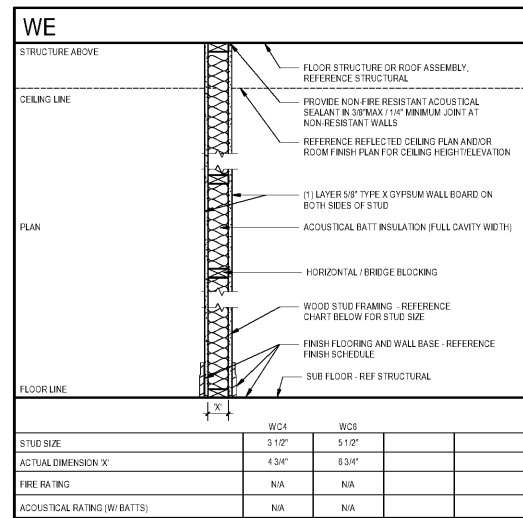 WE
STRUCTURE ABOVE
FLOOR STRUCTURE OR ROOF ASSEMBLY,
REFERENCE STRUCTURAL
CEILING LINE
PROVIDE NON-FIRE RESISTANT ACOUSTICAL
SEALANT IN 3/8"MAX / 1/4" MINIMUM JOINT AT
NON-RESISTANT WALLS
REFERENCE REFLECTED CEILING PLAN AND/OR
ROOM FINISH PLAN FOR CEILING HEIGHT/ELEVATION
(1) LAYER 5/8" TYPE X GYPSUM WALL BOARD ON
BOTH SIDES OF STUD
PLAN
ACOUSTICAL BATT INSULATION (FULL CAVITY WIDTH)
HORIZONTAL / BRIDGE BLOCKING
WOOD STUD FRAMING - REFERENCE
CHART BELOW FOR STUD SIZE
FINISH FLOORING AND WALL BASE - REFERENCE
FINISH SCHEDULE
SUB FLOOR - REF STRUCTURAL
FLOOR LINE
'X'
WC4 WC6
STUD SIZE 3 1/2" 5 1/2"
ACTUAL DIMENSION 'X' 4 3/4" 6 3/4"
FIRE RATING N/A N/A
ACOUSTICAL RATING (W/ BATTS) N/A N/A